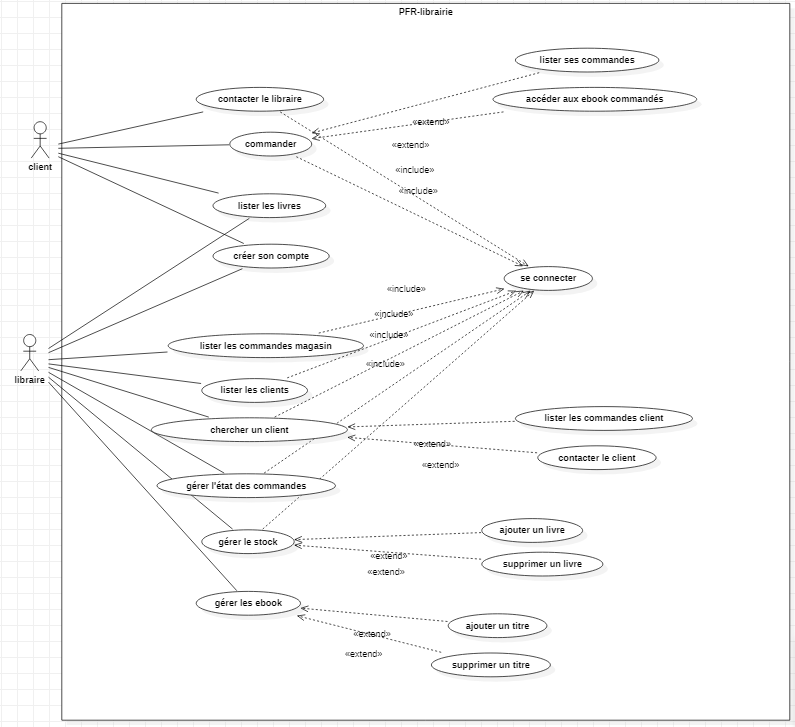 PFR-librairie
lister ses commandes
contacter le libraire
accéder aux ebook commandés
«extend»
commander
«extend»
client
«include»
«include»
lister les livres
créer son compte
se connecter
«include»
«include»
«include»
lister les commandes magasin
«include»
libraire
lister les clients
lister les commandes client
chercher un client
«extend»
contacter le client
«extend»
gérer l'état des commandes
ajouter un livre
gérer le stock
«extend»
supprimer un livre
«extend»
gérer les ebook
ajouter un titre
«extend»
«extend»
supprimer un titre